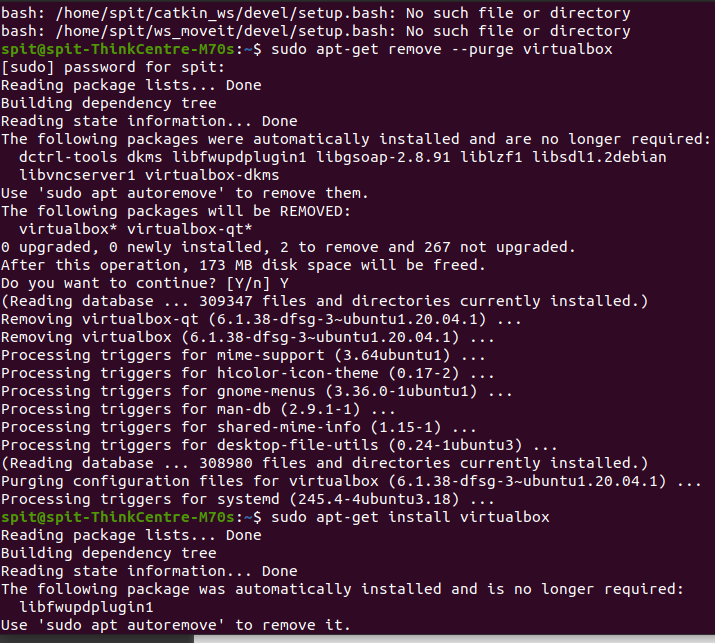 bash: /home/spit/catkin_ws/devel/setup.bash: No such file or directory
bash: /home/spit/ws_moveit/devel/setup.bash: No such file or directory
spit@spit-ThinkCentre-M70s:~$ sudo apt-get remove --purge virtualbox
[sudo] password for spit:
Reading package lists... Done
Building dependency tree
Reading state information... Done
The following packages were automatically installed and are no longer required:
  dctrl-tools dkms libfwupdplugin1 libgsoap-2.8.91 liblzf1 libsdl1.2debian
  libvncserver1 virtualbox-dkms
Use 'sudo apt autoremove' to remove them.
The following packages will be REMOVED:
  virtualbox* virtualbox-qt*
0 upgraded, 0 newly installed, 2 to remove and 267 not upgraded.
After this operation, 173 MB disk space will be freed.
Do you want to continue? [Y/n] Y
(Reading database ... 309347 files and directories currently installed.)
Removing virtualbox-qt (6.1.38-dfsg-3~ubuntu1.20.04.1) ...
Removing virtualbox (6.1.38-dfsg-3~ubuntu1.20.04.1) ...
Processing triggers for mime-support (3.64ubuntu1) ...
Processing triggers for hicolor-icon-theme (0.17-2) ...
Processing triggers for gnome-menus (3.36.0-1ubuntu1) ...
Processing triggers for man-db (2.9.1-1) ...
Processing triggers for shared-mime-info (1.15-1) ...
Processing triggers for desktop-file-utils (0.24-1ubuntu3) ...
(Reading database ... 308980 files and directories currently installed.)
Purging configuration files for virtualbox (6.1.38-dfsg-3~ubuntu1.20.04.1) ...
Processing triggers for systemd (245.4-4ubuntu3.18) ...
spit@spit-ThinkCentre-M70s:~$ sudo apt-get install virtualbox
Reading package lists... Done
Building dependency tree
Reading state information... Done
The following package was automatically installed and is no longer required:
  libfwupdplugin1
Use 'sudo apt autoremove' to remove it.